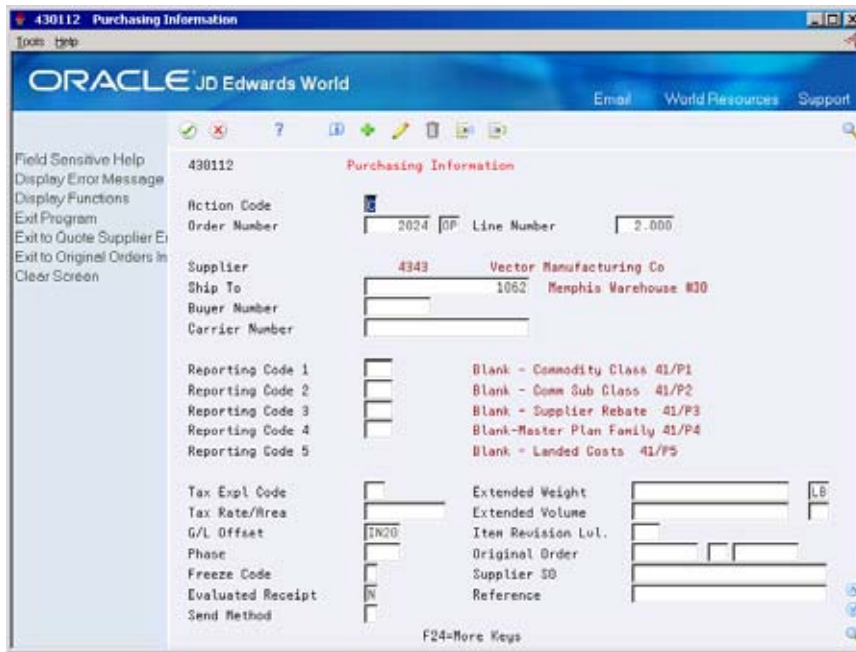 430112 Purchasing Information
Tools Help
ORACLE JD Edwards World
Email World Resources Support
?
Field Sensitive Help
Display Error Message
Display Functions
Exit Program
Exit to Quote Supplier E
Exit to Original Orders In
Clear Screen
430112 Purchasing Information
Action Code C
Order Number 2024 OP Line Number 2.000
Supplier 4343 Vector Manufacturing Co
Ship To 1062 Memphis Warehouse #30
Buyer Number
Carrier Number
Reporting Code 1 Blank - Commodity Class 41/P1
Reporting Code 2 Blank - Comm Sub Class 41/P2
Reporting Code 3 Blank - Supplier Rebate 41/P3
Reporting Code 4 Blank-Master Plan Family 41/P4
Reporting Code 5 Blank - Landed Costs 41/P5
Tax Expl Code Extended Weight LB
Tax Rate/Area Extended Volume
G/L Offset IN20 Item Revision Lvl.
Phase Original Order
Freeze Code Supplier SO
Evaluated Receipt N Reference
Send Method
F24=More Keys